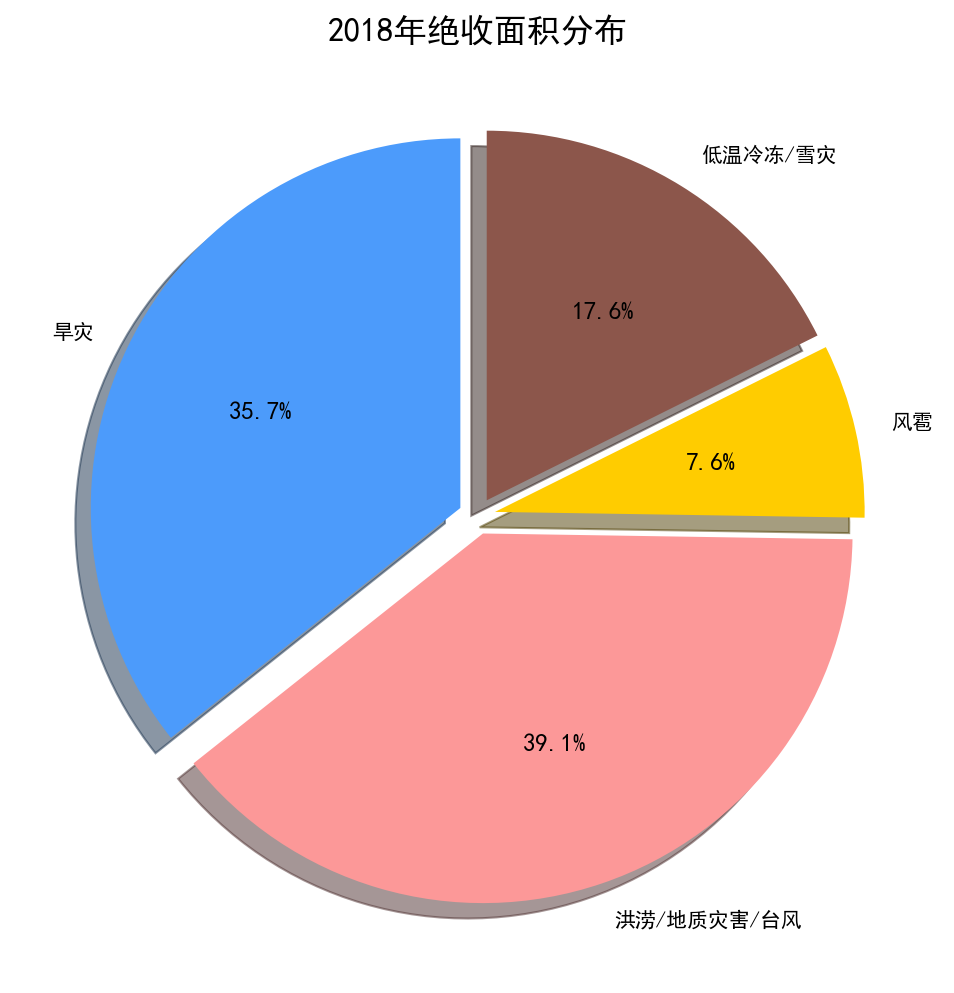 2018年绝收面积分布
低温冷冻/雪灾
17.6%
旱灾
35.7%
风雹
7.6%
39.1%
洪涝/地质灾害/台风